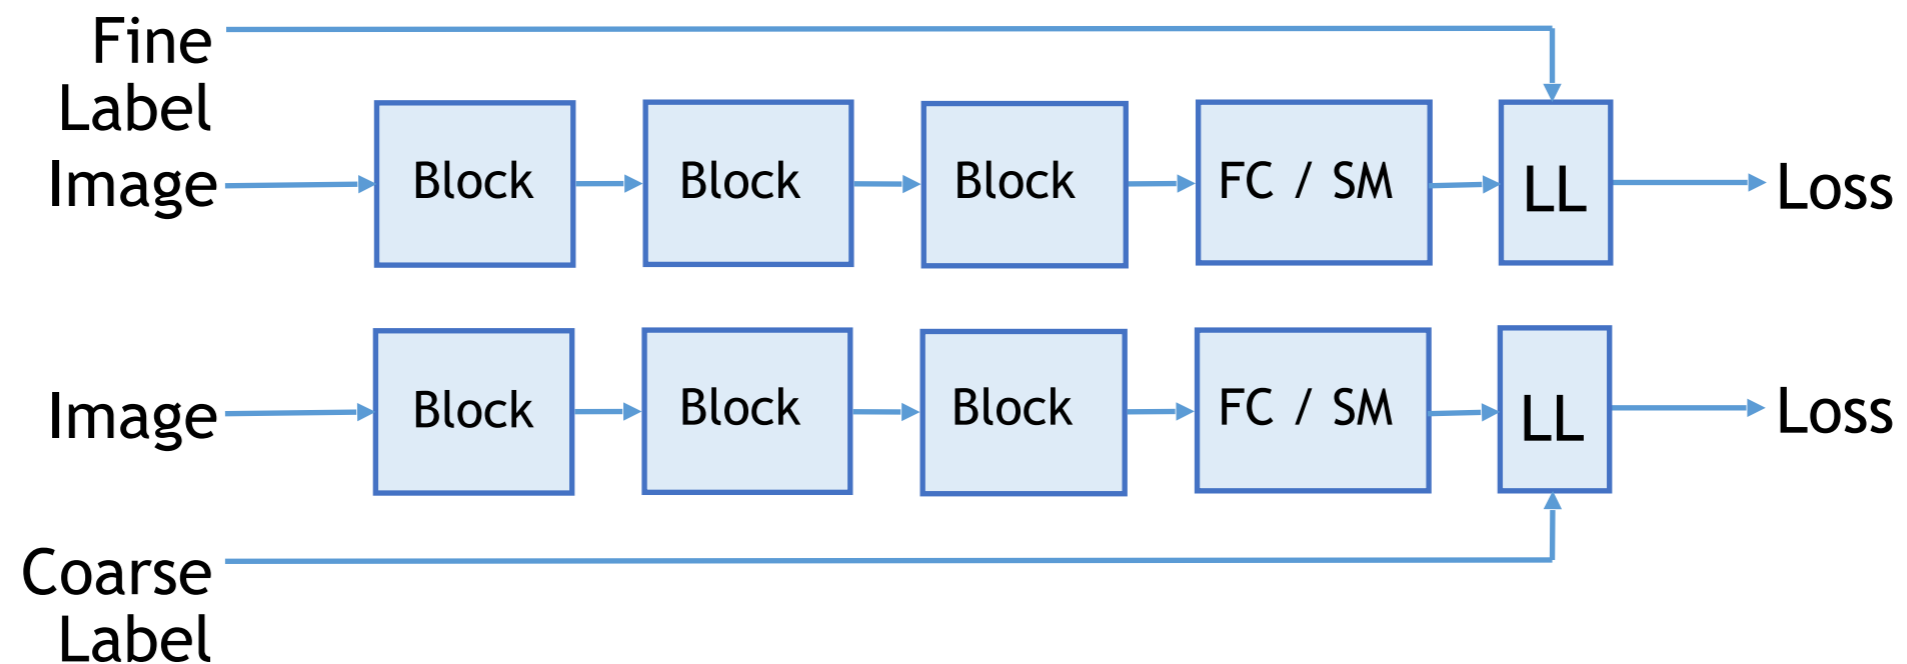 Fine
Label
Image
Block
Block
Block
FC / SM
LL
Loss
Image
Block
Block
Block
FC / SM
LL
Loss
Coarse
Label